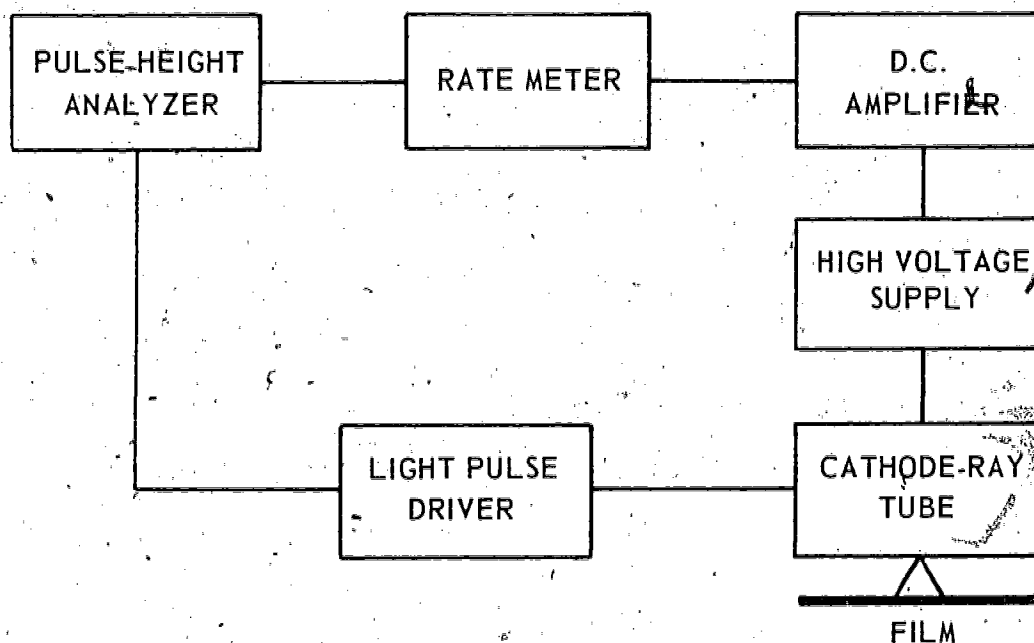 PULSE-HEIGHT
ANALYZER
RATE METER
D.C.
AMPLIFIER
HIGH VOLTAGE
SUPPLY
LIGHT PULSE
DRIVER
CATHODE-RAY
TUBE
FILM